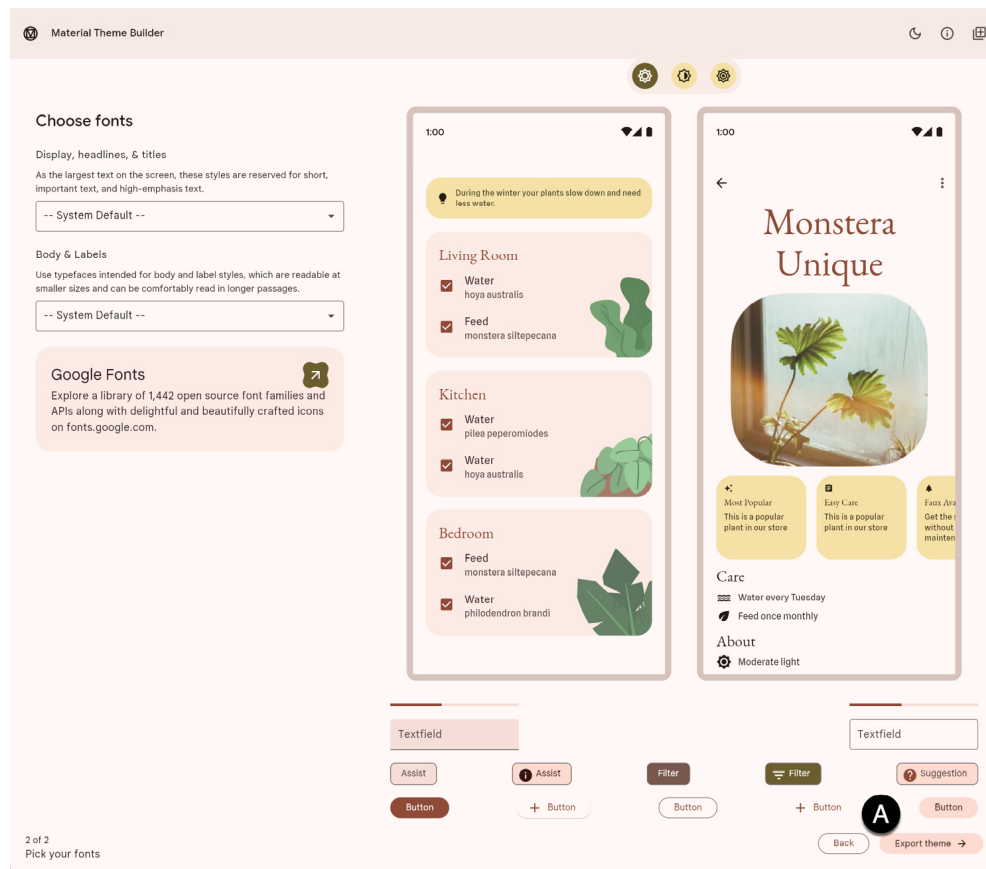 Material Theme Builder
Choose fonts
Display, headlines, & titles
As the largest text on the screen, these styles are reserved for short,
important text, and high-emphasis text.
-- System Default --
Body & Labels
Use typefaces intended for body and label styles, which are readable at
smaller sizes and can be comfortably read in longer passages.
-- System Default --
Google Fonts
Explore a library of 1,442 open source font families and
APIs along with delightful and beautifully crafted icons
on fonts.google.com.
1:00
During the winter your plants slow down and need
less water.
Living Room
Water
hoya australis
Feed
monstera siltepecana
Kitchen
Water
pilea peperomiodes
Water
hoya australis
Bedroom
Feed
monstera siltepecana
Water
philodendron brandi
1:00
Monstera
Unique
Most Popular
This is a popular
plant in our store
Easy Care
This is a popular
plant in our store
Faux Ava
Get the s
without
mainten
Care
Water every Tuesday
Feed once monthly
About
Moderate light
Textfield
Textfield
Assist
Assist
Filter
Filter
Suggestion
Button
+ Button
Button
+ Button
A
Button
Back
Export theme →
2 of 2
Pick your fonts